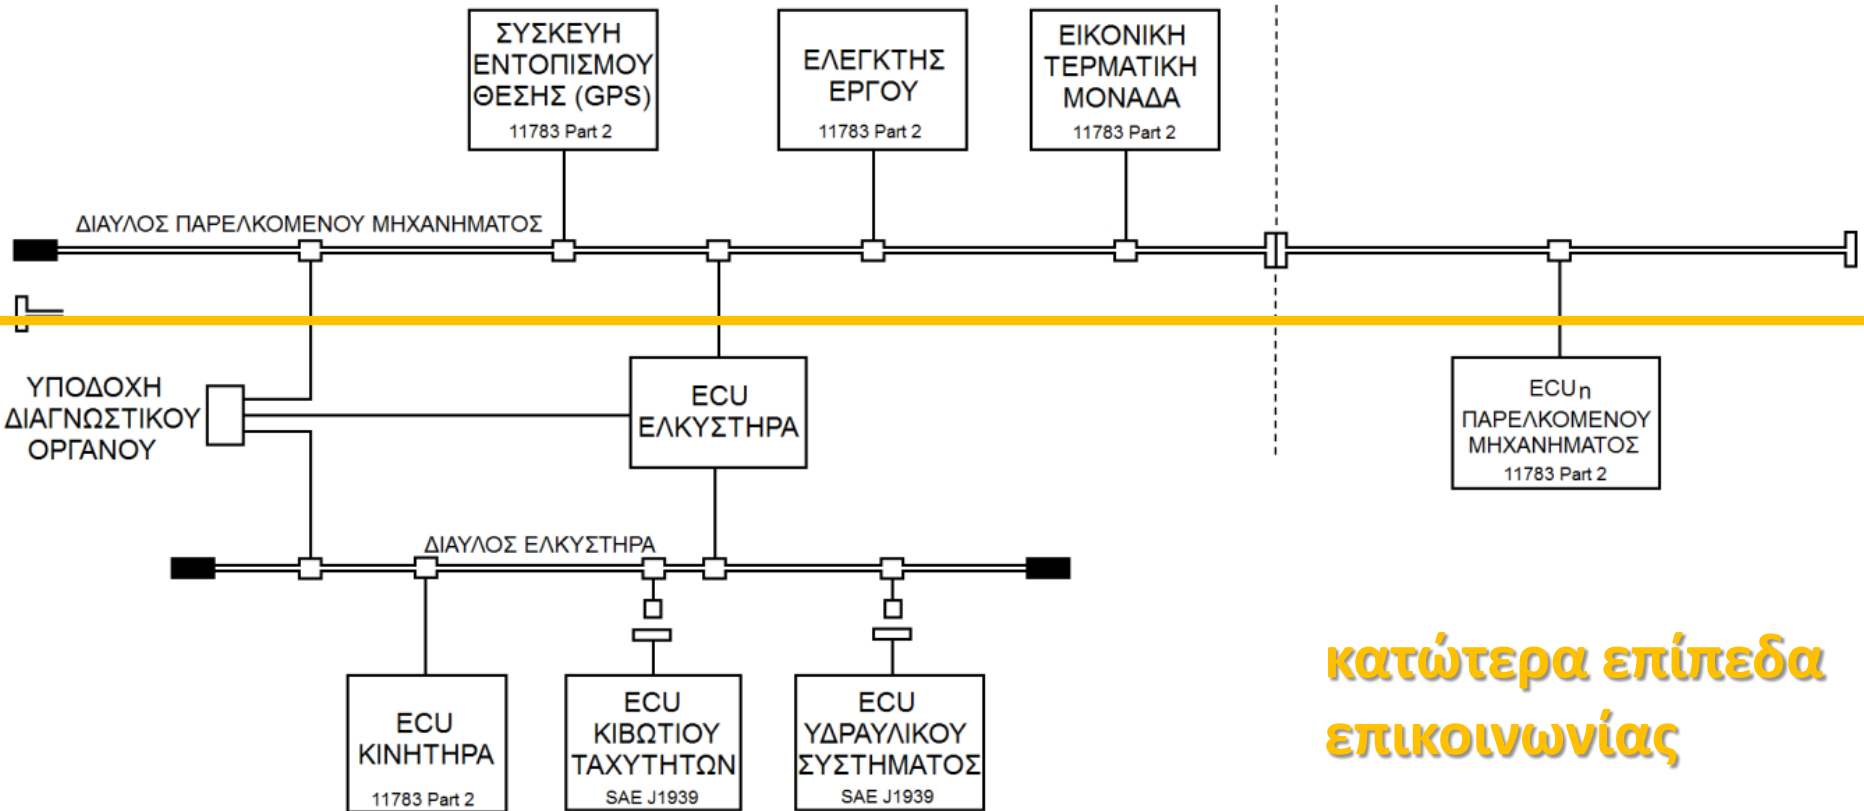 ΣΥΣΚΕΥΗ
ΕΝΤΟΠΙΣΜΟΥ
ΘΕΣΗΣ (GPS)
11783 Part 2
ΕΛΕΓΚΤΗΣ
ΕΡΓΟΥ
11783 Part 2
ΕΙΚΟΝΙΚΗ
ΤΕΡΜΑΤΙΚΗ
ΜΟΝΑΔΑ
11783 Part 2
ΔΙΑΥΛΟΣ ΠΑΡΕΛΚΟΜΕΝΟΥ ΜΗΧΑΝΗΜΑΤΟΣ
ΥΠΟΔΟΧΗ
ΔΙΑΓΝΩΣΤΙΚΟΥ
ΟΡΓΑΝΟΥ
ECU
ΕΛΚΥΣΤΗΡΑ
ECUn
ΠΑΡΕΛΚΟΜΕΝΟΥ
ΜΗΧΑΝΗΜΑΤΟΣ
11783 Part 2
ΔΙΑΥΛΟΣ ΕΛΚΥΣΤΗΡΑ
ECU
ΚΙΝΗΤΗΡΑ
11783 Part 2
ECU
ΚΙΒΩΤΙΟΥ
ΤΑΧΥΤΗΤΩΝ
SAE J1939
ECU
ΥΔΡΑΥΛΙΚΟΥ
ΣΥΣΤΗΜΑΤΟΣ
SAE J1939
κατώτερα επίπεδα
επικοινωνίας